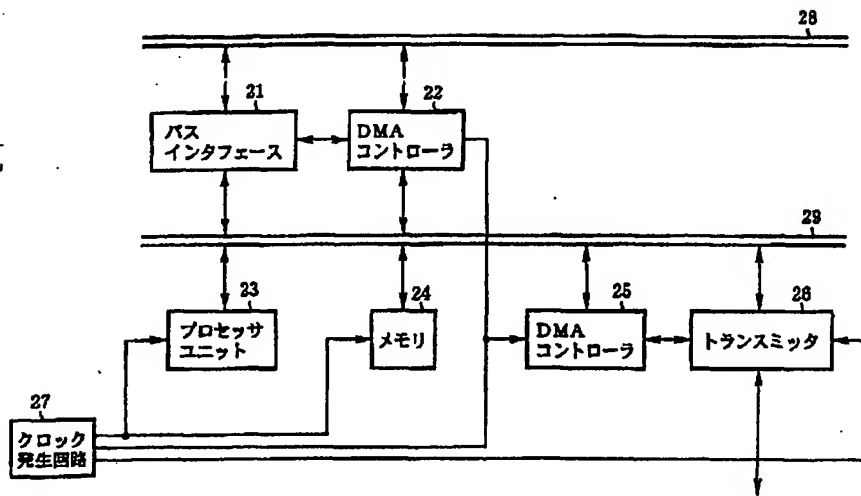 28
21
22
バス
インタフェース
DMA
コントローラ
29
23
24
25
26
プロセッサ
ユニット
メモリ
DMA
コントローラ
トランスミッタ
27
クロック
発生回路